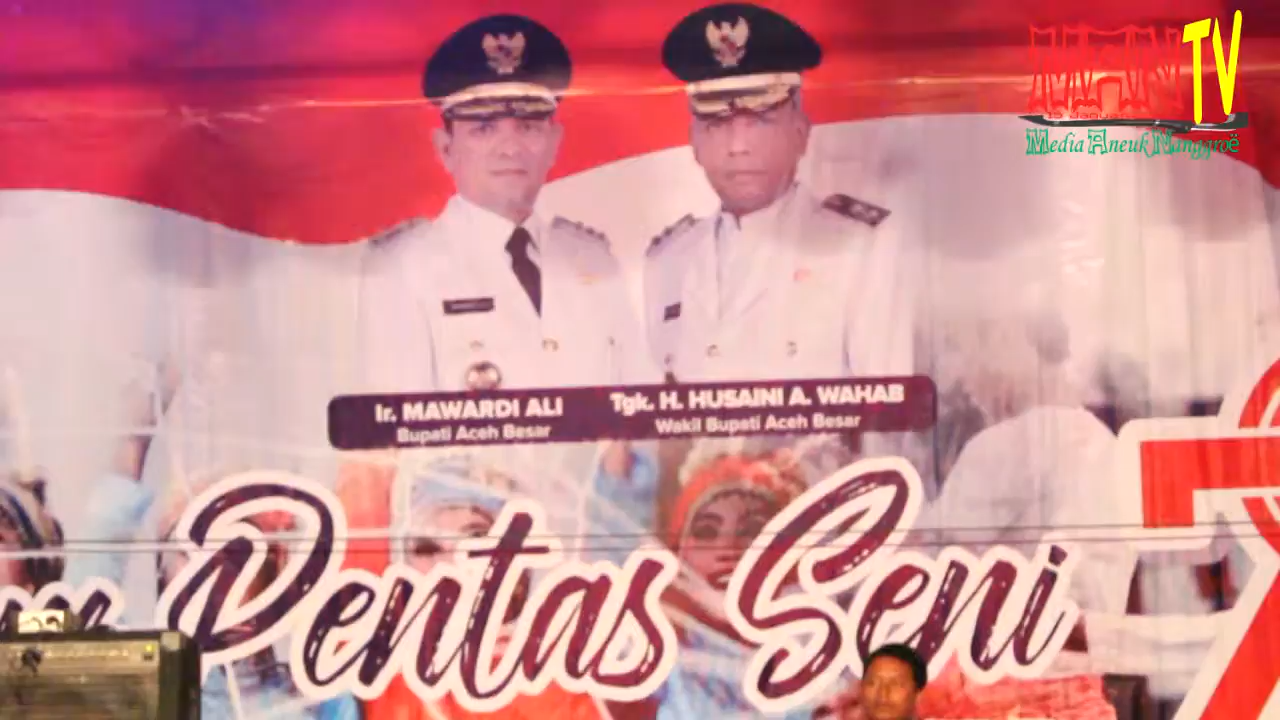 TV
Media Aneuk Nanggroë
Ir. MAWARDI ALI
Bupati Aceh Besar
Tgk. H. HUSAINI A. WAHAB
Wakil Bupati Aceh Besar
Pentas Seni
7